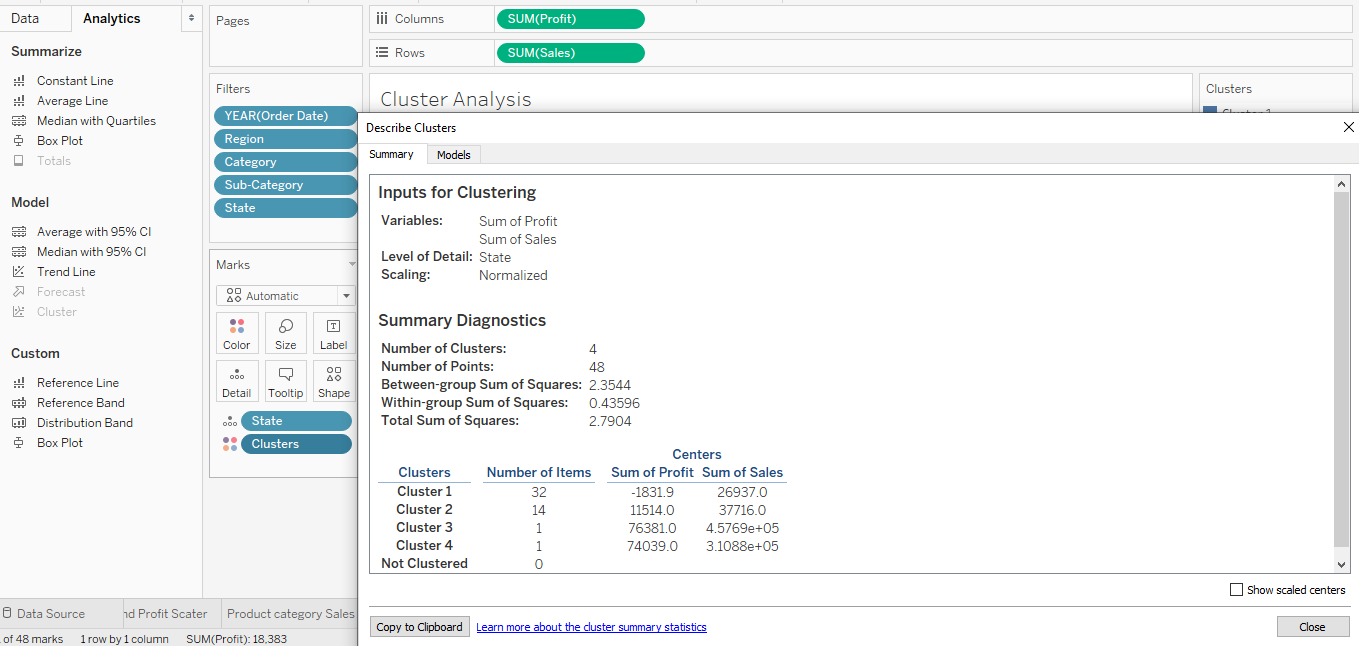 Data
Analytics
Summarize
Constant Line
Average Line
Median with Quartiles
Box Plot
Totals
Model
Average with 95% CI
Median with 95% CI
Trend Line
Forecast
Cluster
Custom
Reference Line
Reference Band
Distribution Band
Box Plot
Pages
Filters
YEAR(Order Date)
Region
Category
Sub-Category
State
Marks
Automatic
Color Size Label
Detail Tooltip Shape
State
Clusters
Columns SUM(Profit)
Rows SUM(Sales)
Cluster Analysis
Clusters
Cluster 1
Describe Clusters
Summary Models
Inputs for Clustering
Variables: Sum of Profit
Sum of Sales
Level of Detail: State
Scaling: Normalized
Summary Diagnostics
Number of Clusters: 4
Number of Points: 48
Between-group Sum of Squares: 2.3544
Within-group Sum of Squares: 0.43596
Total Sum of Squares: 2.7904
Centers
Clusters Number of Items Sum of Profit Sum of Sales
Cluster 1 32 -1831.9 26937.0
Cluster 2 14 11514.0 37716.0
Cluster 3 1 76381.0 4.5769e+05
Cluster 4 1 74039.0 3.1088e+05
Not Clustered 0
Show scaled centers
Copy to Clipboard Learn more about the cluster summary statistics Close
Data Source nd Profit Scater Product category Sales
of 48 marks 1 row by 1 column SUM(Profit): 18,383